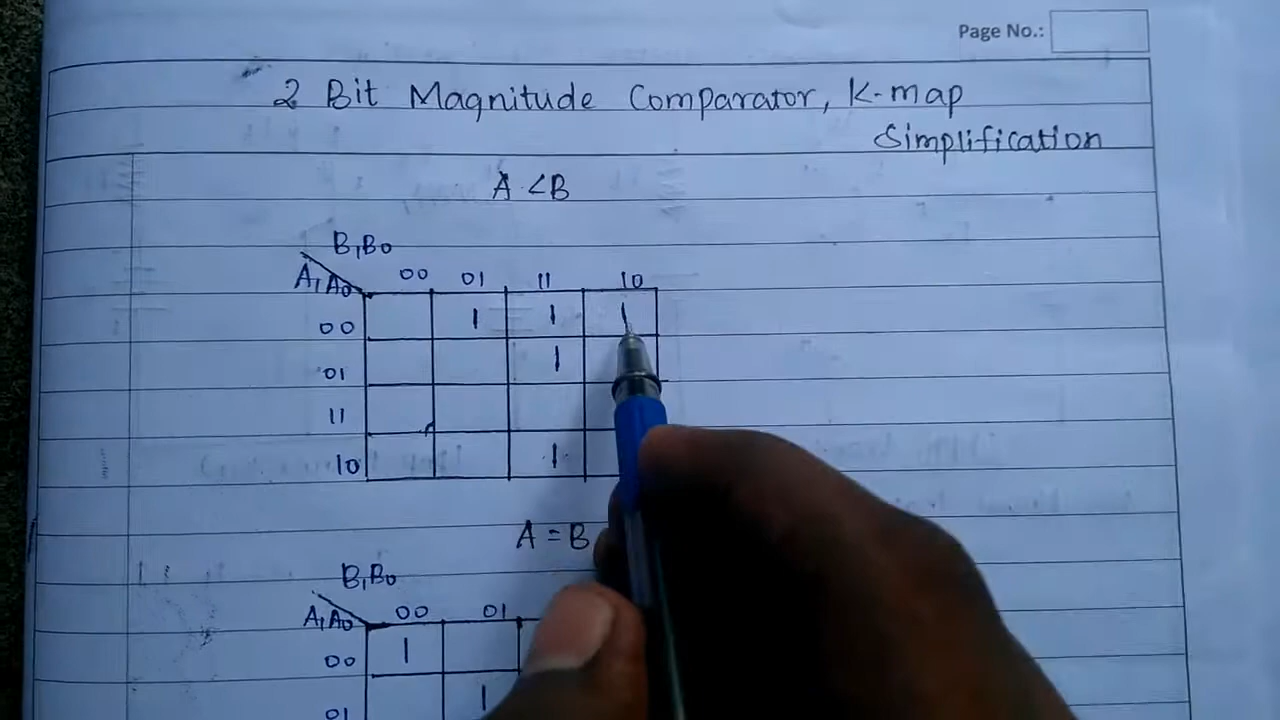 Page No.:
2 Bit Magnitude Comparator, K-map
Simplification
A <B
B₁B₀
A₁A₀ 00 01 11 10
00 1 1 1
01 1
11
10 1
A = B
B₁B₀
A₁A₀ 00 01
00 1
01 1